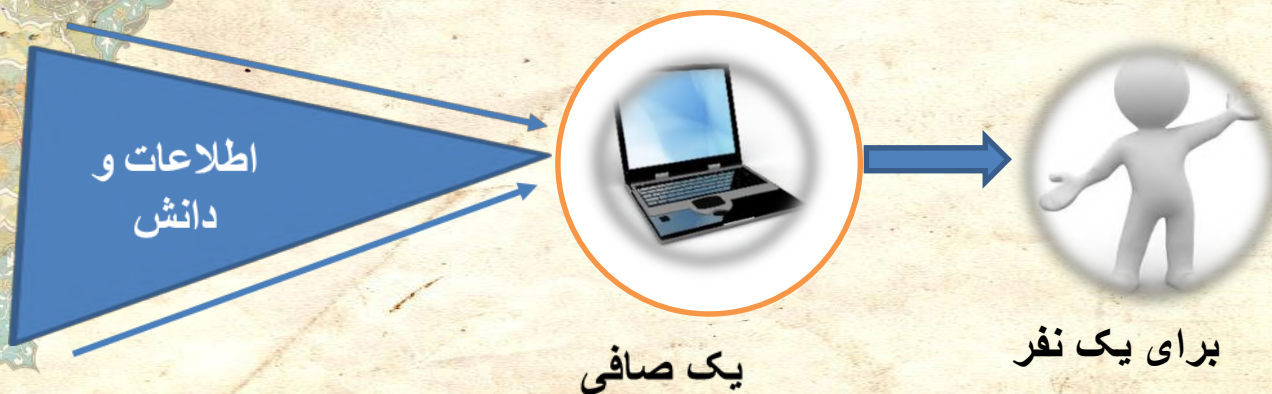 اطلاعات و
دانش
یک صافی
برای یک نفر